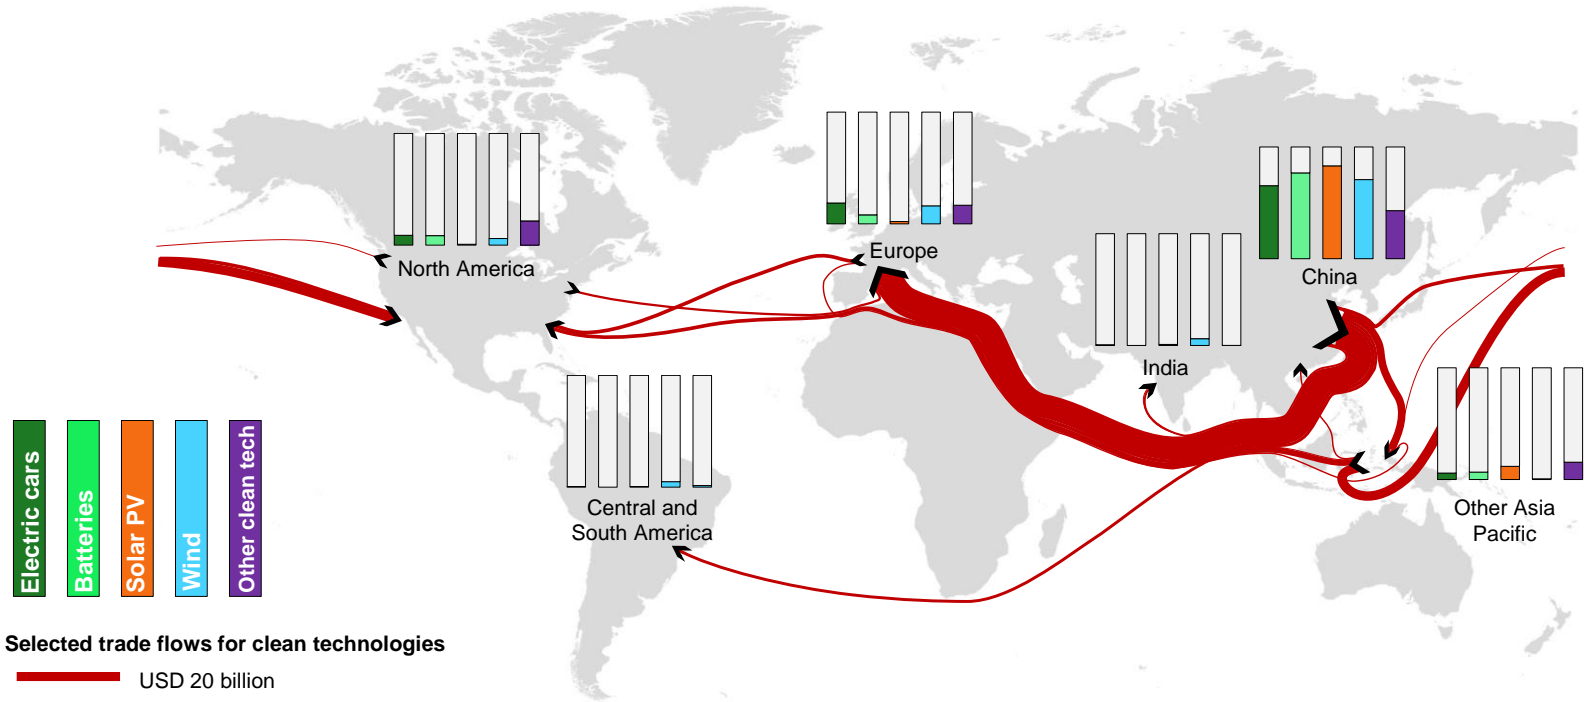 North America
Europe
China
India
Central and
South America
Other Asia
Pacific
Electric cars
Batteries
Solar PV
Wind
Other clean tech
Selected trade flows for clean technologies
USD 20 billion